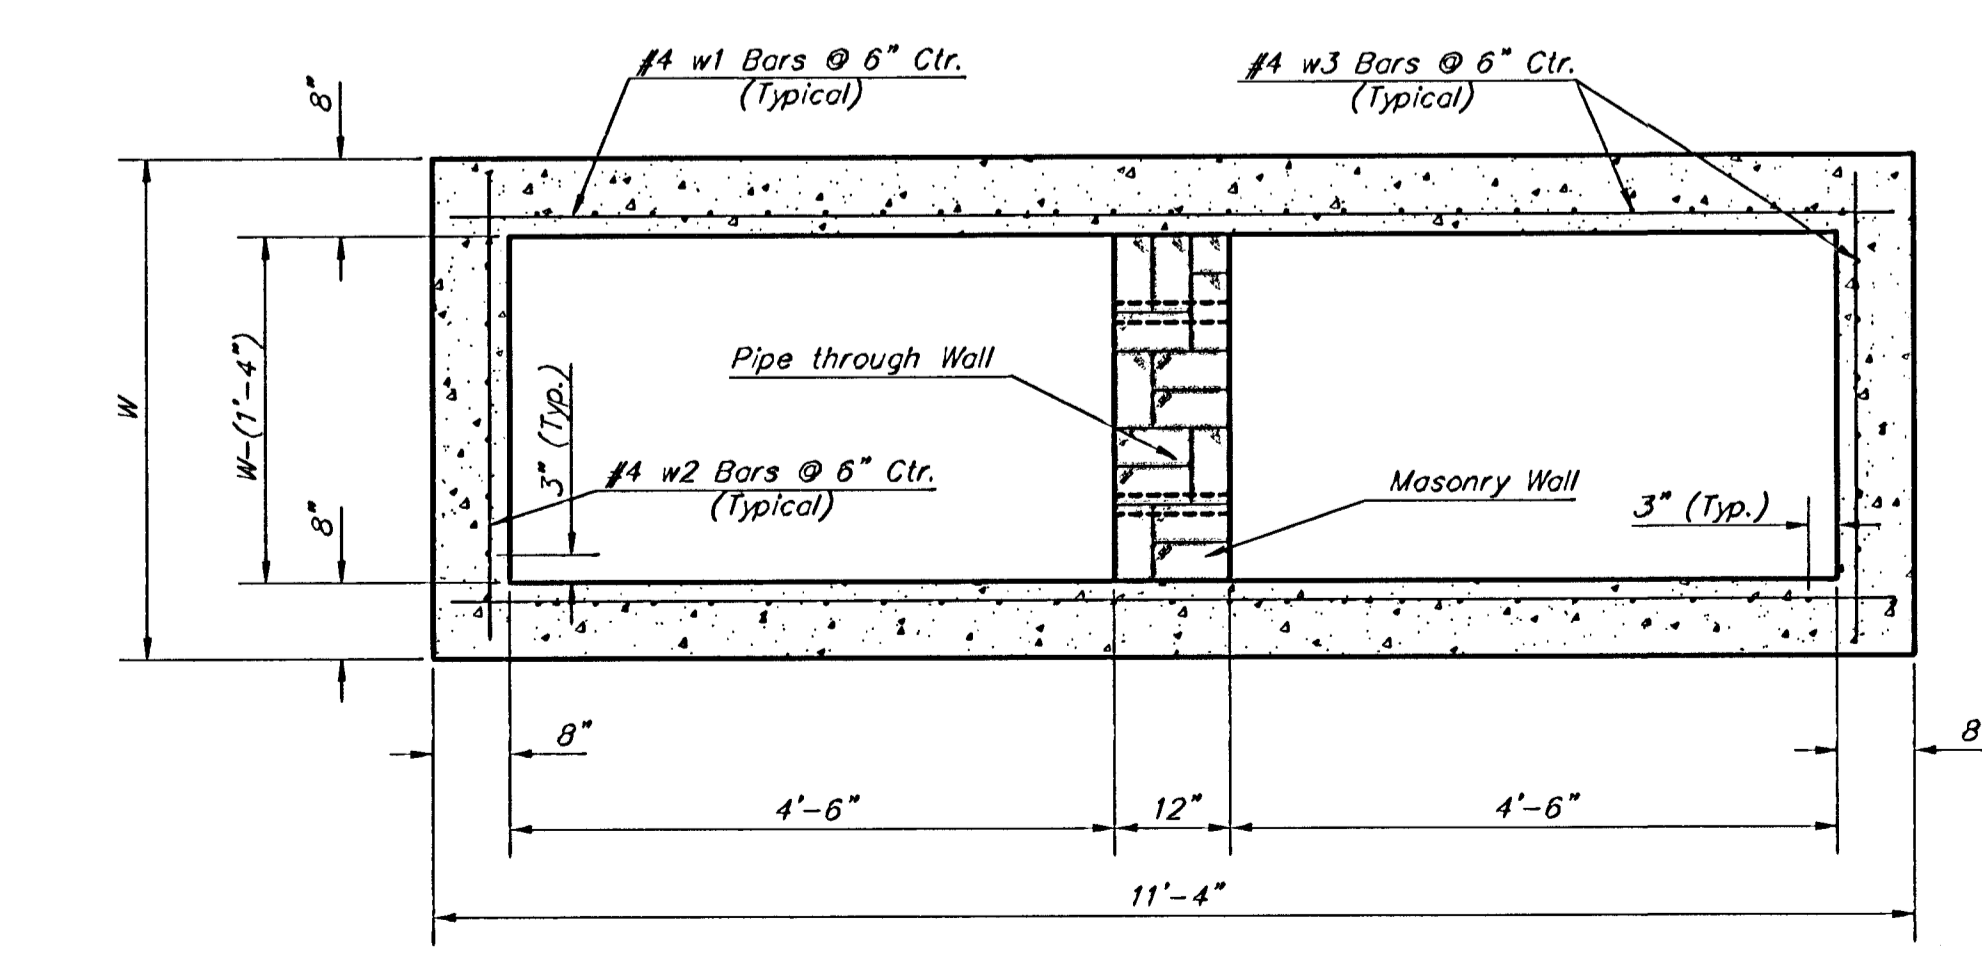 #4 w1 Bars @ 6" Ctr.
(Typical)
#4 w3 Bars @ 6" Ctr.
(Typical)
8"
W
W-(1'-4")
Pipe through Wall
3" (Typ.)
#4 w2 Bars @ 6" Ctr.
(Typical)
Masonry Wall
3" (Typ.)
8"
8"
8
4'-6"
12"
4'-6"
11'-4"